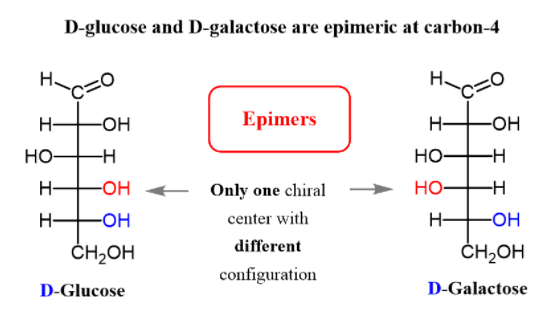 D-glucose and D-galactose are epimeric at carbon-4
H O
C
H OH
HO H
H OH
H OH
CH₂OH
D-Glucose
Epimers
Only one chiral
center with
different
configuration
H O
C
H OH
HO H
HO H
H OH
CH₂OH
D-Galactose